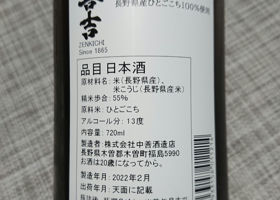 長野県産ひとごこち100%使用
善吉
ZENKICHI
Since 1865
品目 日本酒
原材料名：米（長野県産）、
米こうじ（長野県産米）
精米歩合：55%
原料米：ひとごこち
アルコール分：13度
内容量：720ml
製造者：株式会社中善酒造店
長野県木曽郡木曽町福島5990
お酒は20歳になってから。
製造年月：2022年2月
出荷年月：天面に記載